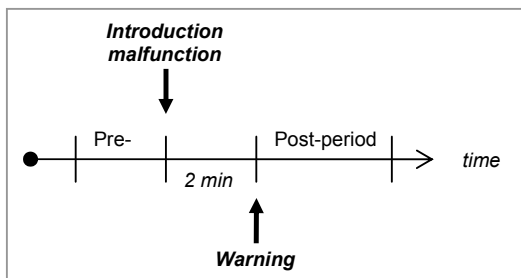 Introduction
malfunction
Pre-
Post-period
time
2 min
Warning